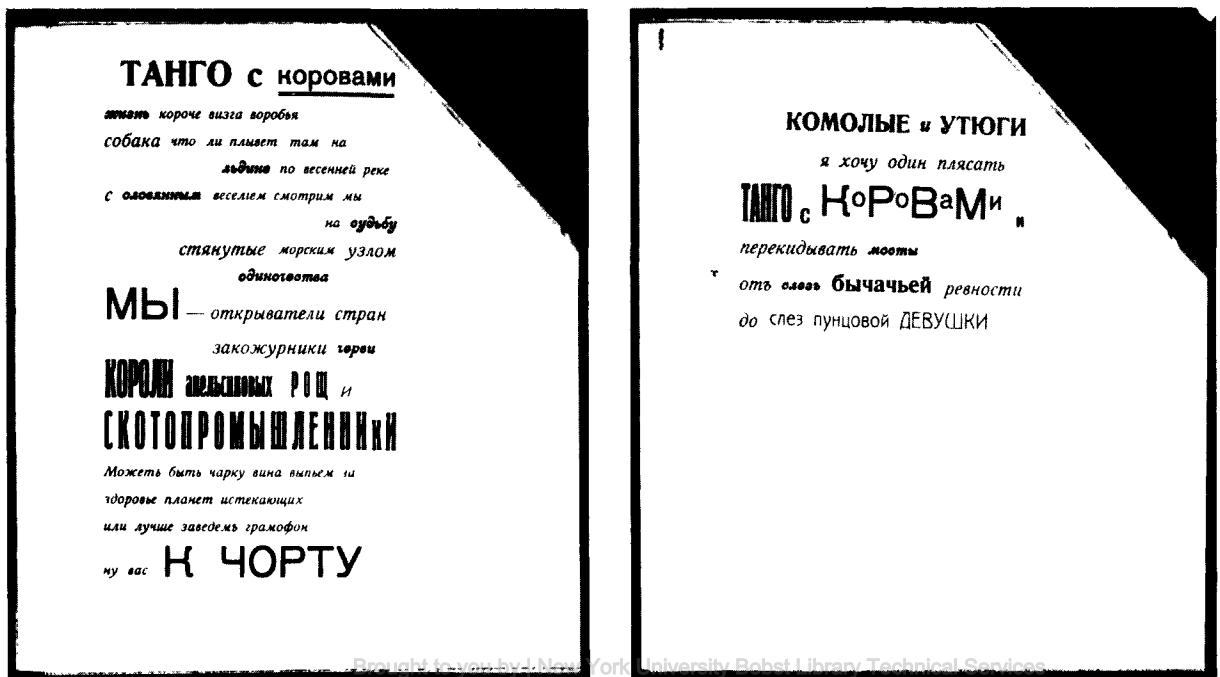 ТАНГО с коровами
жизнь короче визга воробья
собака что ли плывет там на
льдине по весенней реке
с оловянным веселием смотрим мы
на судьбу
стянутые морским узлом
одиночества
МЫ — открыватели стран
закожурники черви
КОРОЛИ апельсиновых РОЩ и
СКОТОПРОМЫШЛЕННИкИ
Можеть быть чарку вина выпьем за
здоровье планет истекающих
или лучше заведемь грамофон
ну вас К ЧОРТУ
КОМОЛЫЕ и УТЮГИ
я хочу один плясать
ТАНГО с КоРоВаМи и
перекидывать мосты
отъ слезъ бычачьей ревности
до слез пунцовой ДЕВУШКИ
Brought to you by | New York University Bobst Library Technical Services